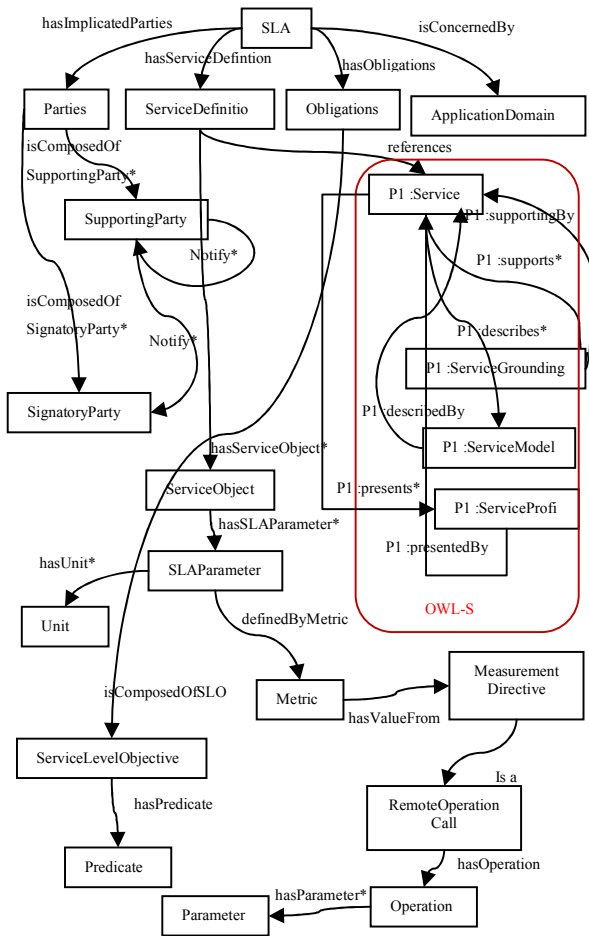 hasImplicatedParties
SLA
isConcernedBy
hasServiceDefintion
hasObligations
Parties
ServiceDefinitio
Obligations
ApplicationDomain
isComposedOf
SupportingParty*
references
P1 :Service
SupportingParty
P1 :supportingBy
Notify*
P1 :supports*
isComposedOf
SignatoryParty*
Notify*
P1 :describes*
P1 :ServiceGrounding
SignatoryParty
P1 :describedBy
hasServiceObject*
P1 :ServiceModel
ServiceObject
P1 :presents*
P1 :ServiceProfi
hasSLAParameter*
P1 :presentedBy
hasUnit*
SLAParameter
Unit
definedByMetric
OWL-S
isComposedOfSLO
Metric
hasValueFrom
Measurement
Directive
ServiceLevelObjective
Is a
hasPredicate
RemoteOperation
Call
Predicate
hasOperation
hasParameter*
Parameter
Operation